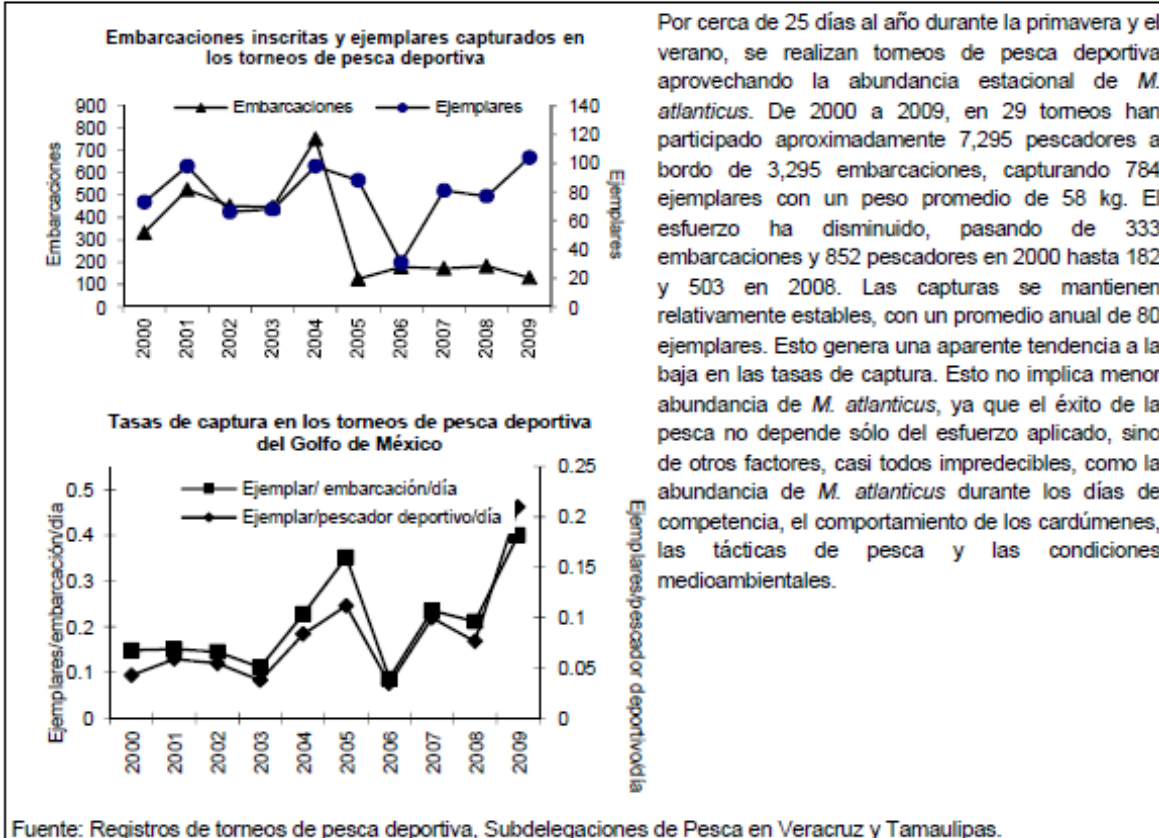 Embarcaciones inscritas y ejemplares capturados en
los torneos de pesca deportiva
Embarcaciones
Ejemplares
900
800
700
600
500
400
300
200
100
0
140
120
100
80
60
40
20
0
Embarcaciones
Ejemplares
2000
2001
2002
2003
2004
2005
2006
2007
2008
2009
Tasas de captura en los torneos de pesca deportiva
del Golfo de México
Ejemplar/ embarcación/día
Ejemplar/pescador deportivo/día
0.5
0.4
0.3
0.2
0.1
0
0.25
0.2
0.15
0.1
0.05
0
Ejemplares/embarcación/día
Ejemplares/pescador deportivo/día
2000
2001
2002
2003
2004
2005
2006
2007
2008
2009
Por cerca de 25 días al año durante la primavera y el
verano, se realizan torneos de pesca deportiva
aprovechando la abundancia estacional de M.
atlanticus. De 2000 a 2009, en 29 torneos han
participado aproximadamente 7,295 pescadores a
bordo de 3,295 embarcaciones, capturando 784
ejemplares con un peso promedio de 58 kg. El
esfuerzo ha disminuido, pasando de 333
embarcaciones y 852 pescadores en 2000 hasta 182
y 503 en 2008. Las capturas se mantienen
relativamente estables, con un promedio anual de 80
ejemplares. Esto genera una aparente tendencia a la
baja en las tasas de captura. Esto no implica menor
abundancia de M. atlanticus, ya que el éxito de la
pesca no depende sólo del esfuerzo aplicado, sino
de otros factores, casi todos impredecibles, como la
abundancia de M. atlanticus durante los días de
competencia, el comportamiento de los cardúmenes,
las tácticas de pesca y las condiciones
medioambientales.
Fuente: Registros de torneos de pesca deportiva, Subdelegaciones de Pesca en Veracruz y Tamaulipas.